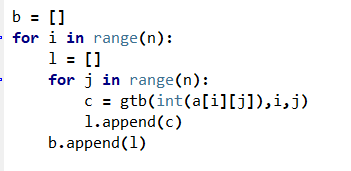 b = []
for i in range(n):
    l = []
    for j in range(n):
        c = gtb(int(a[i][j]),i,j)
        l.append(c)
    b.append(l)